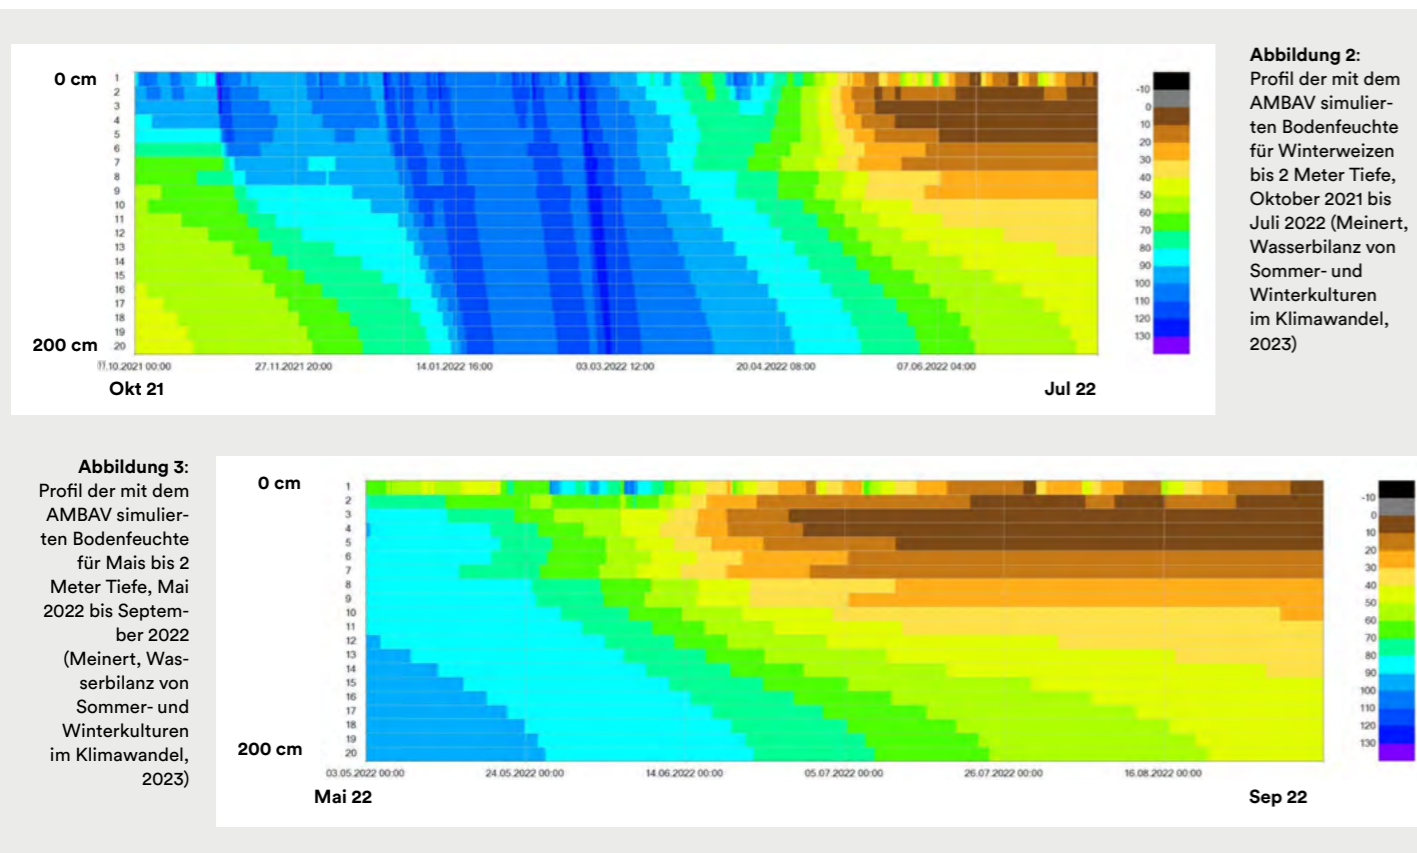 0 cm
1
2
3
4
5
6
7
8
9
10
11
12
13
14
15
16
17
18
19
20
200 cm
.10.2021 00:00 27.11.2021 20:00 14.01.2022 16:00 03.03.2022 12:00 20.04.2022 08:00 07.06.2022 04:00
Okt 21 Jul 22
-10
0
10
20
30
40
50
60
70
80
90
100
110
120
130
Abbildung 2:
Profil der mit dem
AMBAV simulier-
ten Bodenfeuchte
für Winterweizen
bis 2 Meter Tiefe,
Oktober 2021 bis
Juli 2022 (Meinert,
Wasserbilanz von
Sommer- und
Winterkulturen
im Klimawandel,
2023)
Abbildung 3:
Profil der mit dem
AMBAV simulier-
ten Bodenfeuchte
für Mais bis 2
Meter Tiefe, Mai
2022 bis Septem-
ber 2022
(Meinert, Was-
serbilanz von
Sommer- und
Winterkulturen
im Klimawandel,
2023)
0 cm
1
2
3
4
5
6
7
8
9
10
11
12
13
14
15
16
17
18
19
20
200 cm
03.05.2022 00:00 24.05.2022 00:00 14.06.2022 00:00 05.07.2022 00:00 26.07.2022 00:00 16.08.2022 00:00
Mai 22 Sep 22
-10
0
10
20
30
40
50
60
70
80
90
100
110
120
130